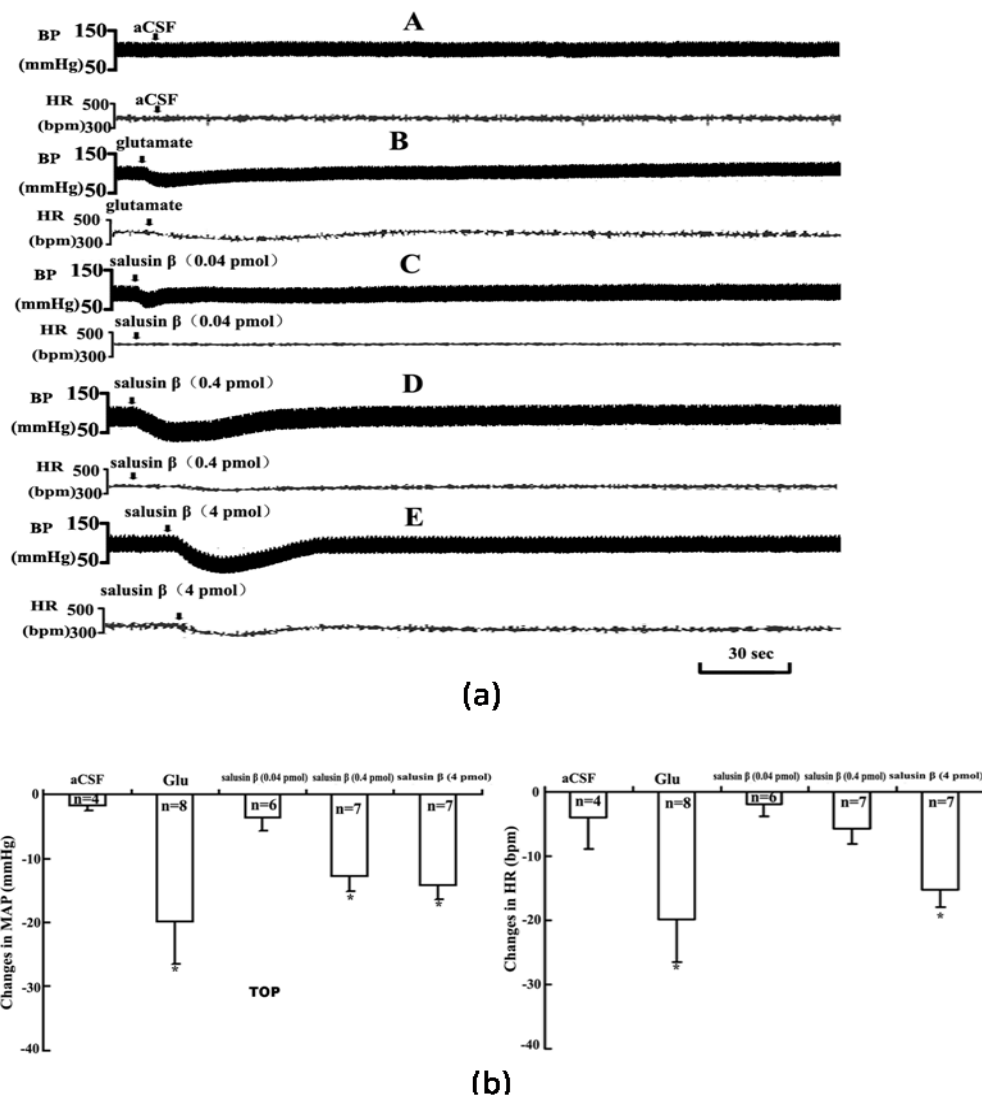 A
BP 150 aCSF
(mmHg) 50
HR 500 aCSF
(bpm) 300
B
BP 150 glutamate
(mmHg) 50
HR 500 glutamate
(bpm) 300
C
BP 150 salusin β (0.04 pmol)
(mmHg) 50
HR 500 salusin β (0.04 pmol)
(bpm) 300
D
BP 150 salusin β (0.4 pmol)
(mmHg) 50
HR 500 salusin β (0.4 pmol)
(bpm) 300
E
BP 150 salusin β (4 pmol)
(mmHg) 50
HR 500 salusin β (4 pmol)
(bpm) 300
30 sec
(a)
aCSF Glu salusin β (0.04 pmol) salusin β (0.4 pmol) salusin β (4 pmol)
n=4 n=8 n=6 n=7 n=7
0
-10
-20
-30
-40
* * *
Changes in MAP (mmHg)
TOP
aCSF Glu salusin β (0.04 pmol) salusin β (0.4 pmol) salusin β (4 pmol)
n=4 n=8 n=6 n=7 n=7
0
-10
-20
-30
-40
* *
Changes in HR (bpm)
(b)